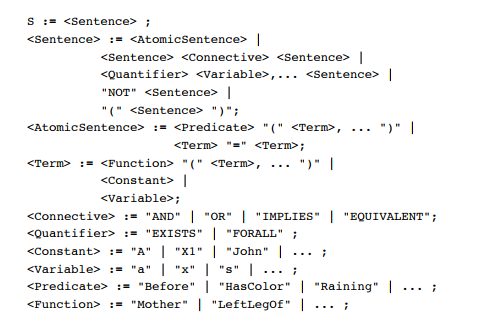 S := <Sentence> ;
<Sentence> := <AtomicSentence> |
<Sentence> <Connective> <Sentence> |
<Quantifier> <Variable>,... <Sentence> |
"NOT" <Sentence> |
"(" <Sentence> ")";
<AtomicSentence> := <Predicate> "(" <Term>, ... ")" |
<Term> "=" <Term>;
<Term> := <Function> "(" <Term>, ... ")" |
<Constant> |
<Variable>;
<Connective> := "AND" | "OR" | "IMPLIES" | "EQUIVALENT";
<Quantifier> := "EXISTS" | "FORALL" ;
<Constant> := "A" | "X1" | "John" | ... ;
<Variable> := "a" | "x" | "s" | ... ;
<Predicate> := "Before" | "HasColor" | "Raining" | ... ;
<Function> := "Mother" | "LeftLegOf" | ... ;